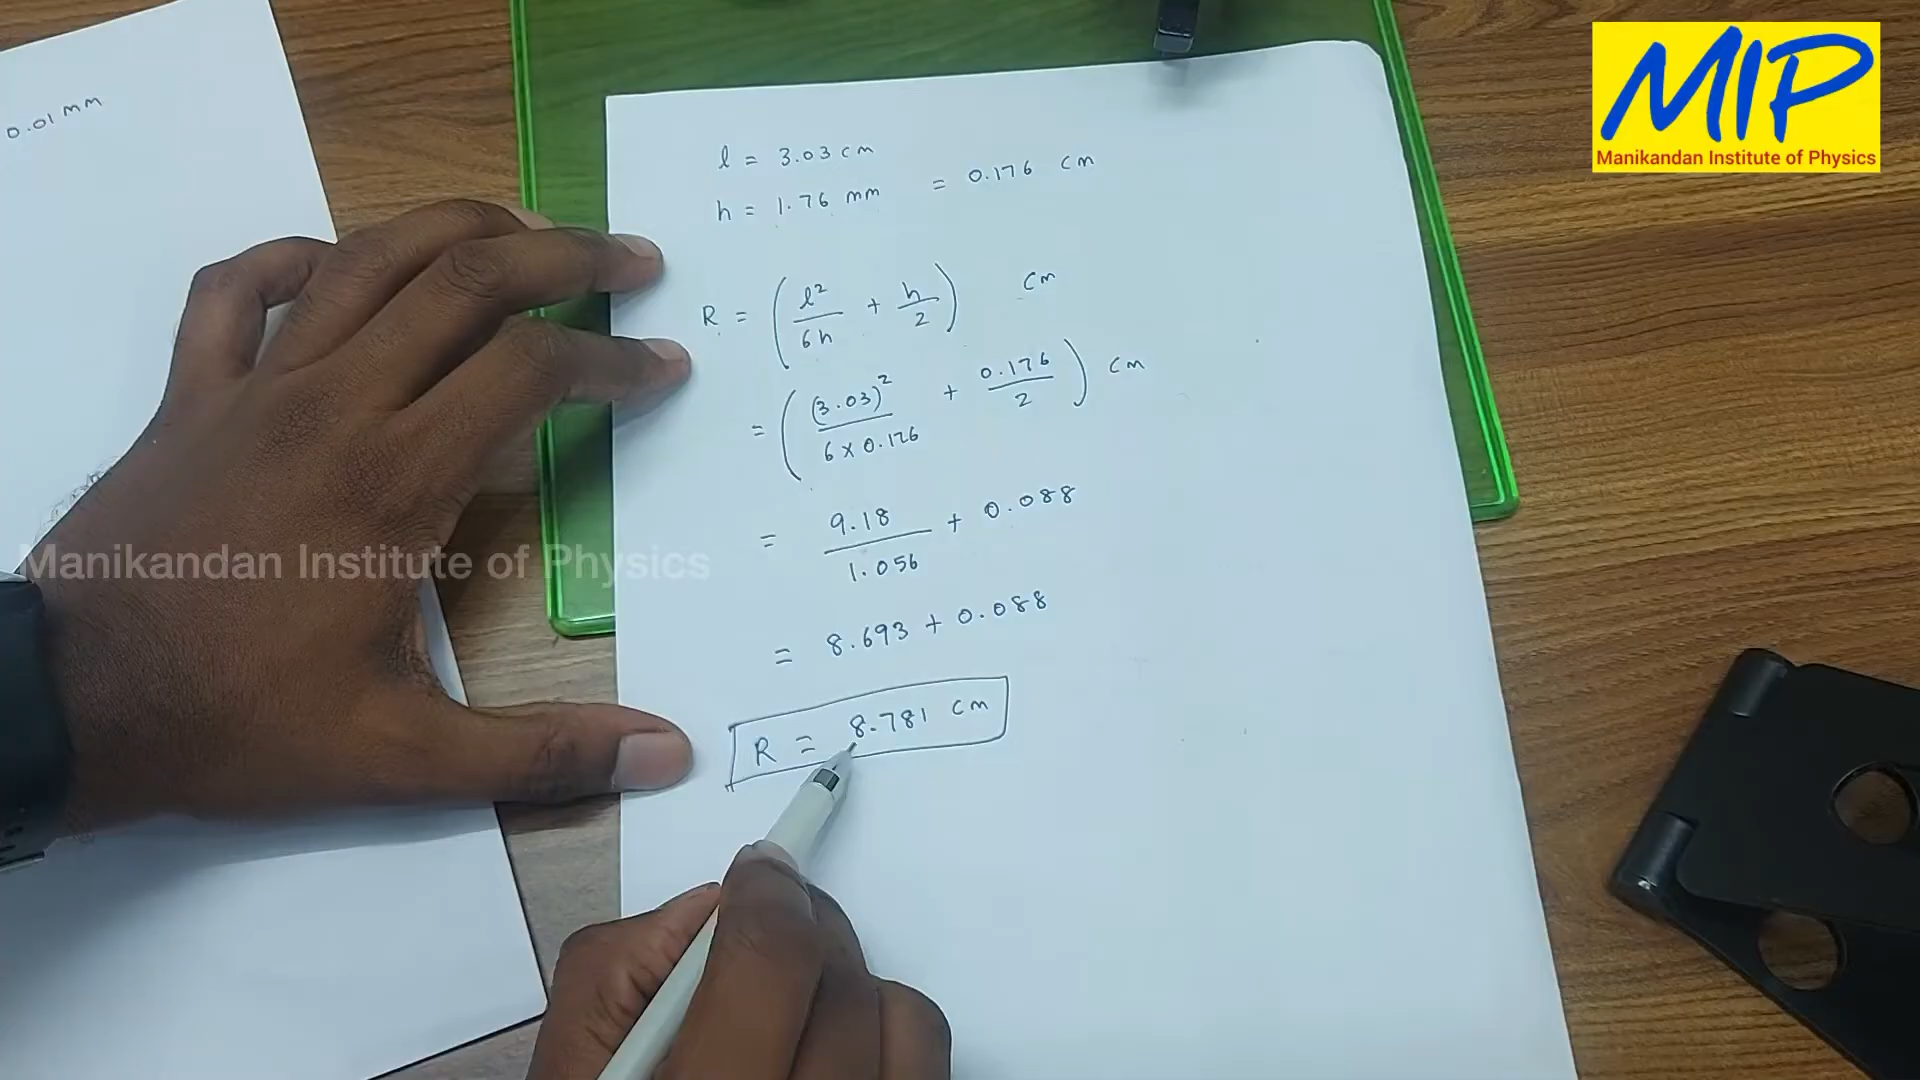 MIP
Manikandan Institute of Physics
0.01 mm
l = 3.03 cm
h = 1.76 mm = 0.176 cm
R = (l²/6h + h/2) cm
= ((3.03)²/6 x 0.176 + 0.176/2) cm
= 9.18/1.056 + 0.088
Manikandan Institute of Physics
= 8.693 + 0.088
R = 8.781 cm